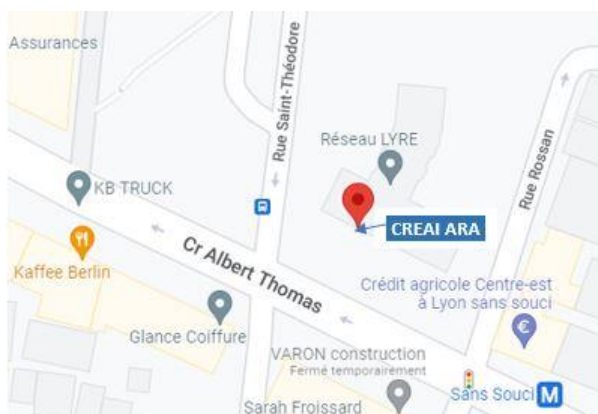 Assurances
Rue Saint-Théodore
Réseau LYRE
Rue Rossan
KB TRUCK
CREAI ARA
Cr Albert Thomas
Kaffee Berlin
Crédit agricole Centre-est
à Lyon sans souci
€
Glance Coiffure
VARON construction
Fermé temporairement
Sans Souci M
Sarah Froissard